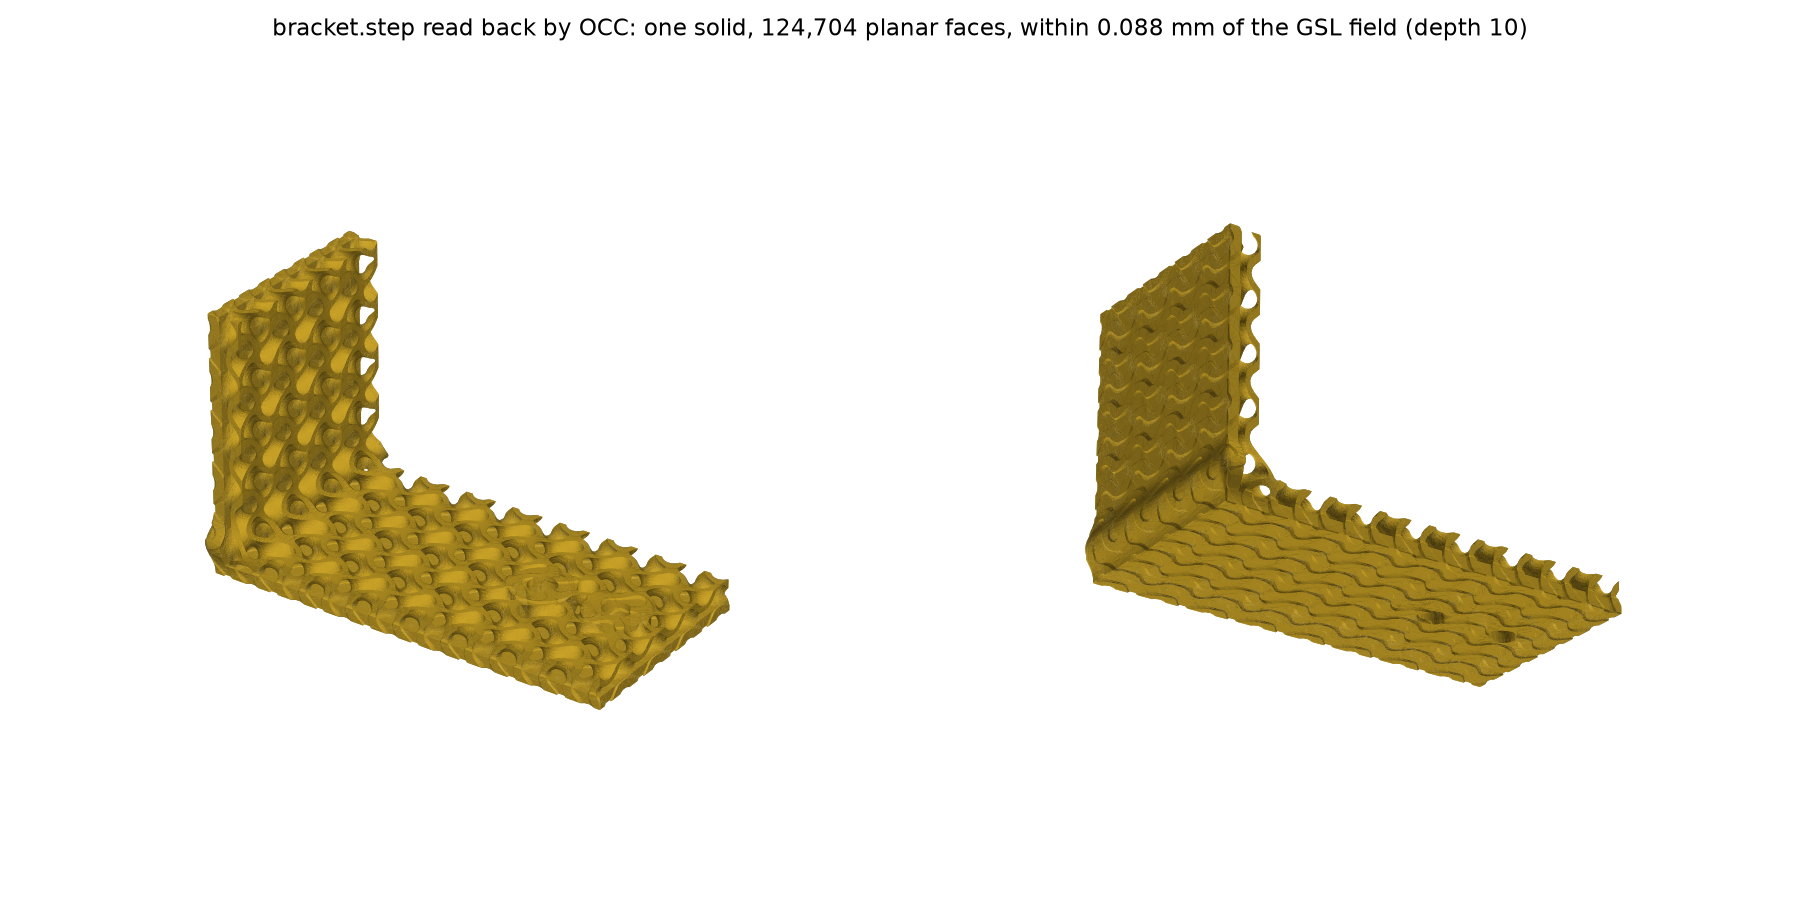 bracket.step read back by OCC: one solid, 124,704 planar faces, within 0.088 mm of the GSL field (depth 10)